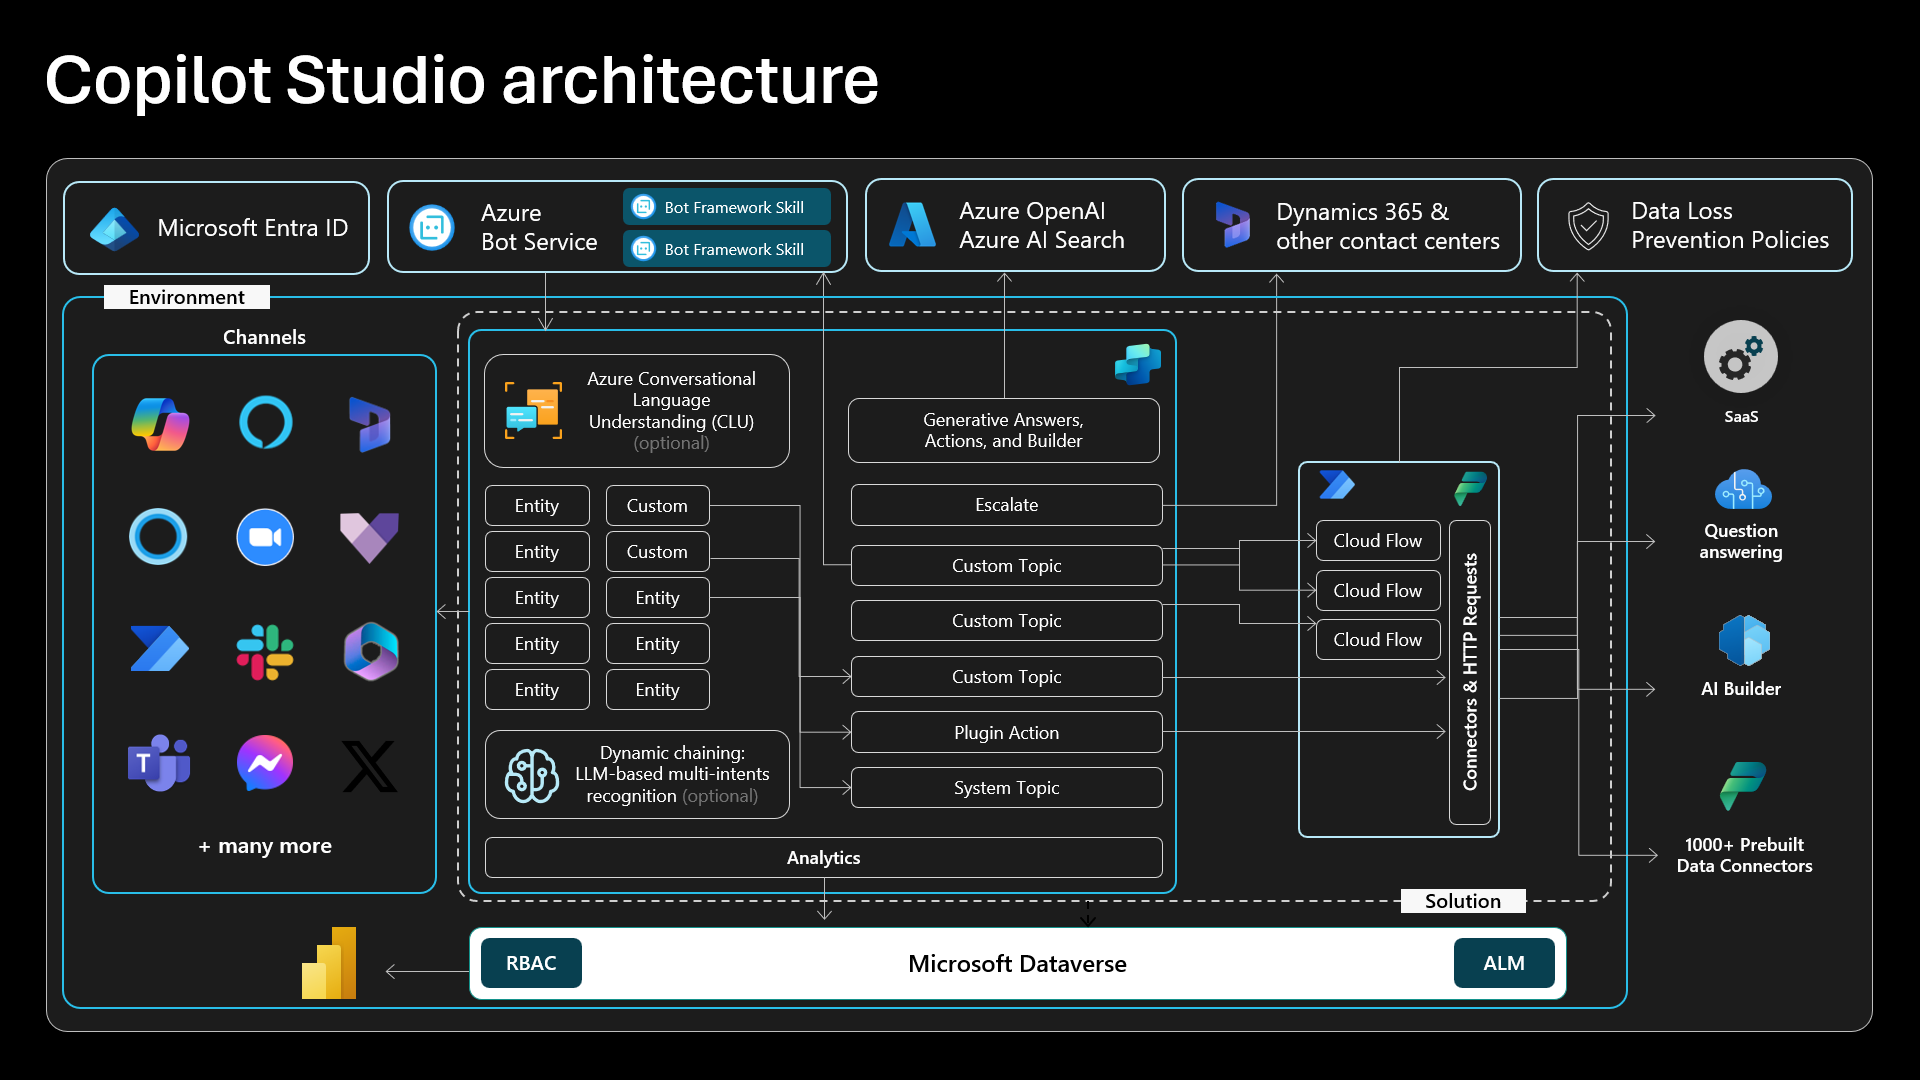 Copilot Studio architecture
Microsoft Entra ID
Azure
Bot Service
Bot Framework Skill
Bot Framework Skill
Azure OpenAI
Azure AI Search
Dynamics 365 &
other contact centers
Data Loss
Prevention Policies
Environment
Channels
+ many more
Azure Conversational
Language
Understanding (CLU)
(optional)
Entity
Custom
Entity
Custom
Entity
Entity
Entity
Entity
Entity
Entity
Dynamic chaining:
LLM-based multi-intents
recognition (optional)
Generative Answers,
Actions, and Builder
Escalate
Custom Topic
Custom Topic
Custom Topic
Plugin Action
System Topic
Analytics
Cloud Flow
Cloud Flow
Cloud Flow
Connectors & HTTP Requests
Solution
SaaS
Question
answering
AI Builder
1000+ Prebuilt
Data Connectors
RBAC
Microsoft Dataverse
ALM
T